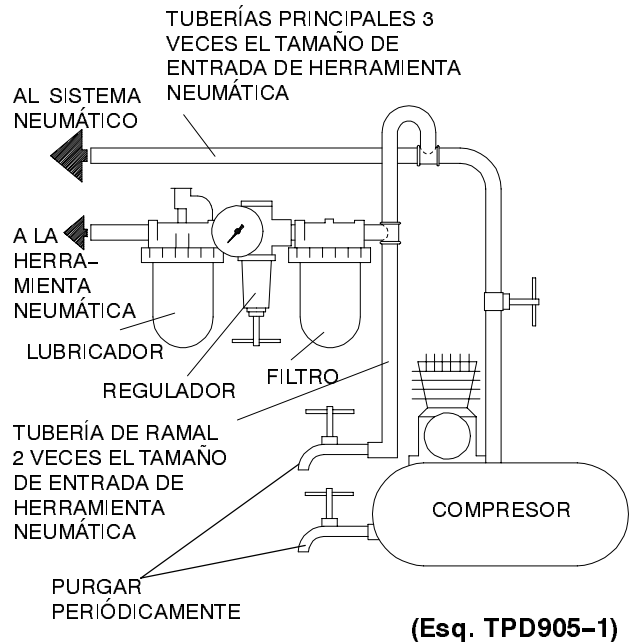 TUBERÍAS PRINCIPALES 3
VECES EL TAMAÑO DE
ENTRADA DE HERRAMIENTA
NEUMÁTICA
AL SISTEMA
NEUMÁTICO
A LA
HERRA–
MIENTA
NEUMÁTICA
LUBRICADOR
REGULADOR
FILTRO
TUBERÍA DE RAMAL
2 VECES EL TAMAÑO
DE ENTRADA DE
HERRAMIENTA
NEUMÁTICA
COMPRESOR
PURGAR
PERIÓDICAMENTE
(Esq. TPD905–1)